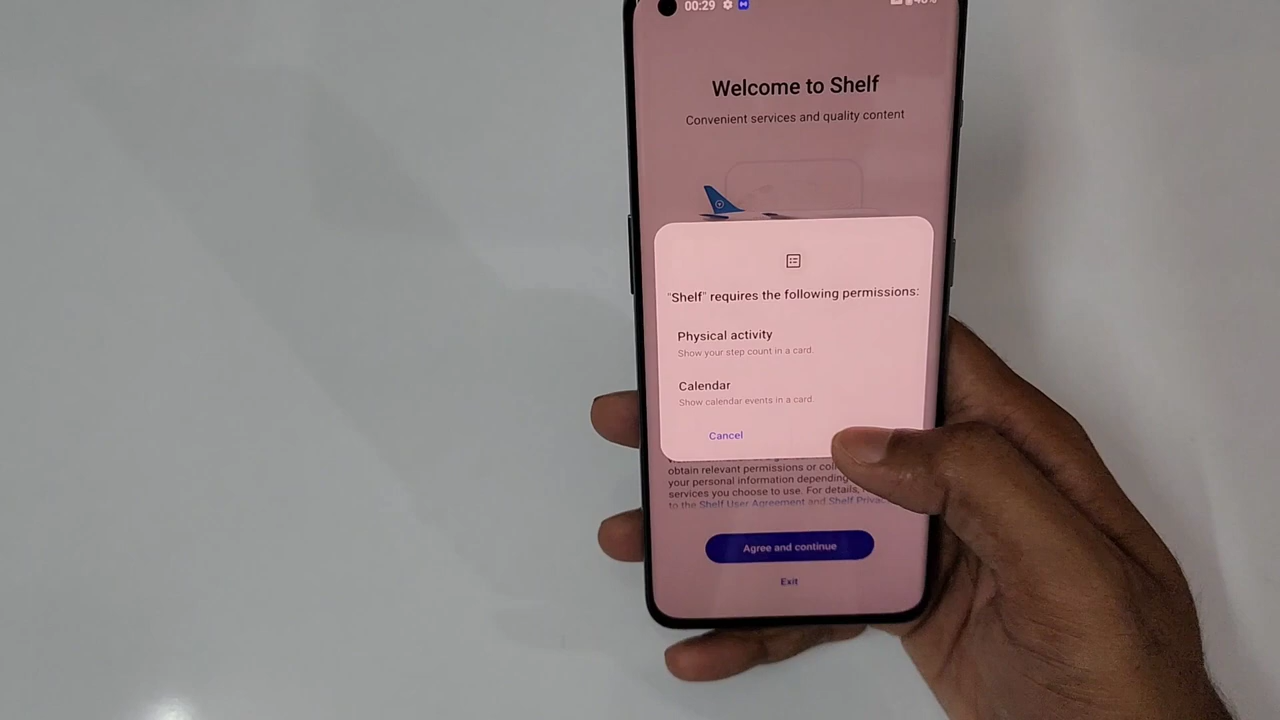 00:29
Welcome to Shelf
Convenient services and quality content
"Shelf" requires the following permissions:
Physical activity
Show your step count in a card
Calendar
Show calendar events in a card
Cancel
obtain relevant permissions or
your personal information depending
services you choose to use. For details,
to the Shelf User Agreement and Shelf
Agree and continue
Exit